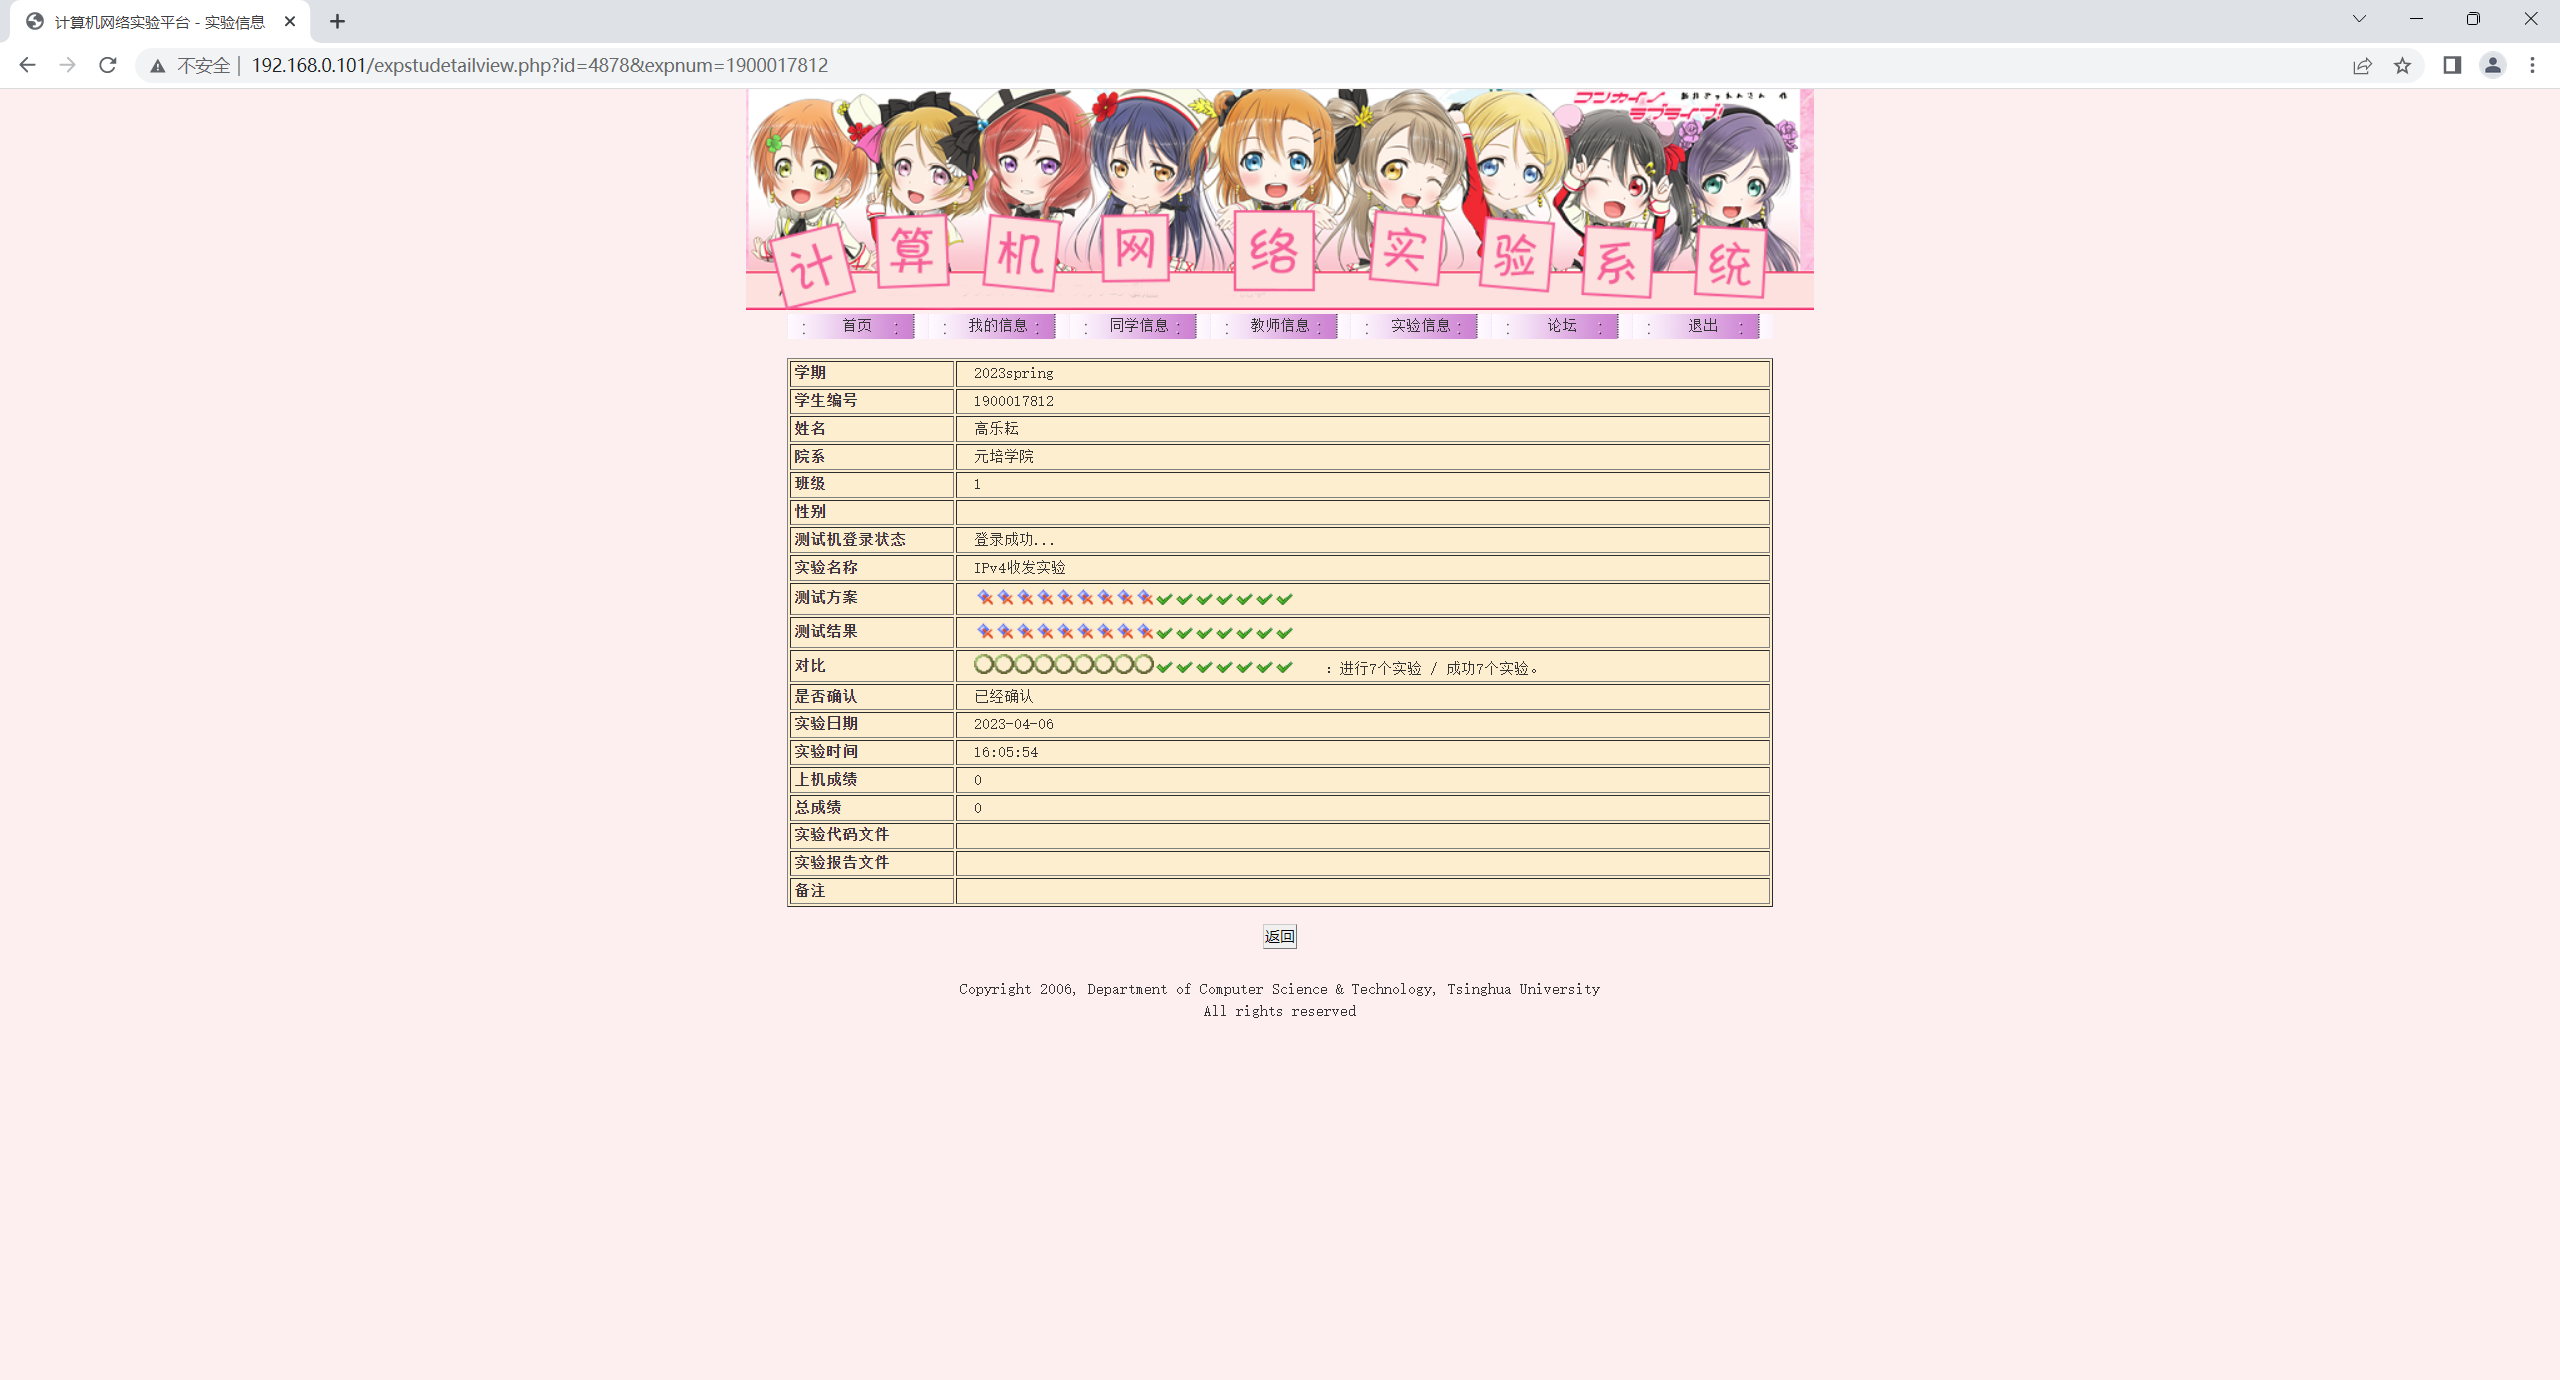 计算机网络实验平台 - 实验信息
不安全 | 192.168.0.101/expstudetailview.php?id=4878&expnum=1900017812
计算机网络实验系统
: 首页 : : 我的信息 : : 同学信息 : : 教师信息 : : 实验信息 : : 论坛 : : 退出 :
学期 2023spring
学生编号 1900017812
姓名 高乐耘
院系 元培学院
班级 1
性别
测试机登录状态 登录成功...
实验名称 IPv4收发实验
测试方案
测试结果
对比 : 进行7个实验 / 成功7个实验。
是否确认 已经确认
实验日期 2023-04-06
实验时间 16:05:54
上机成绩 0
总成绩 0
实验代码文件
实验报告文件
备注
返回
Copyright 2006, Department of Computer Science & Technology, Tsinghua University
All rights reserved